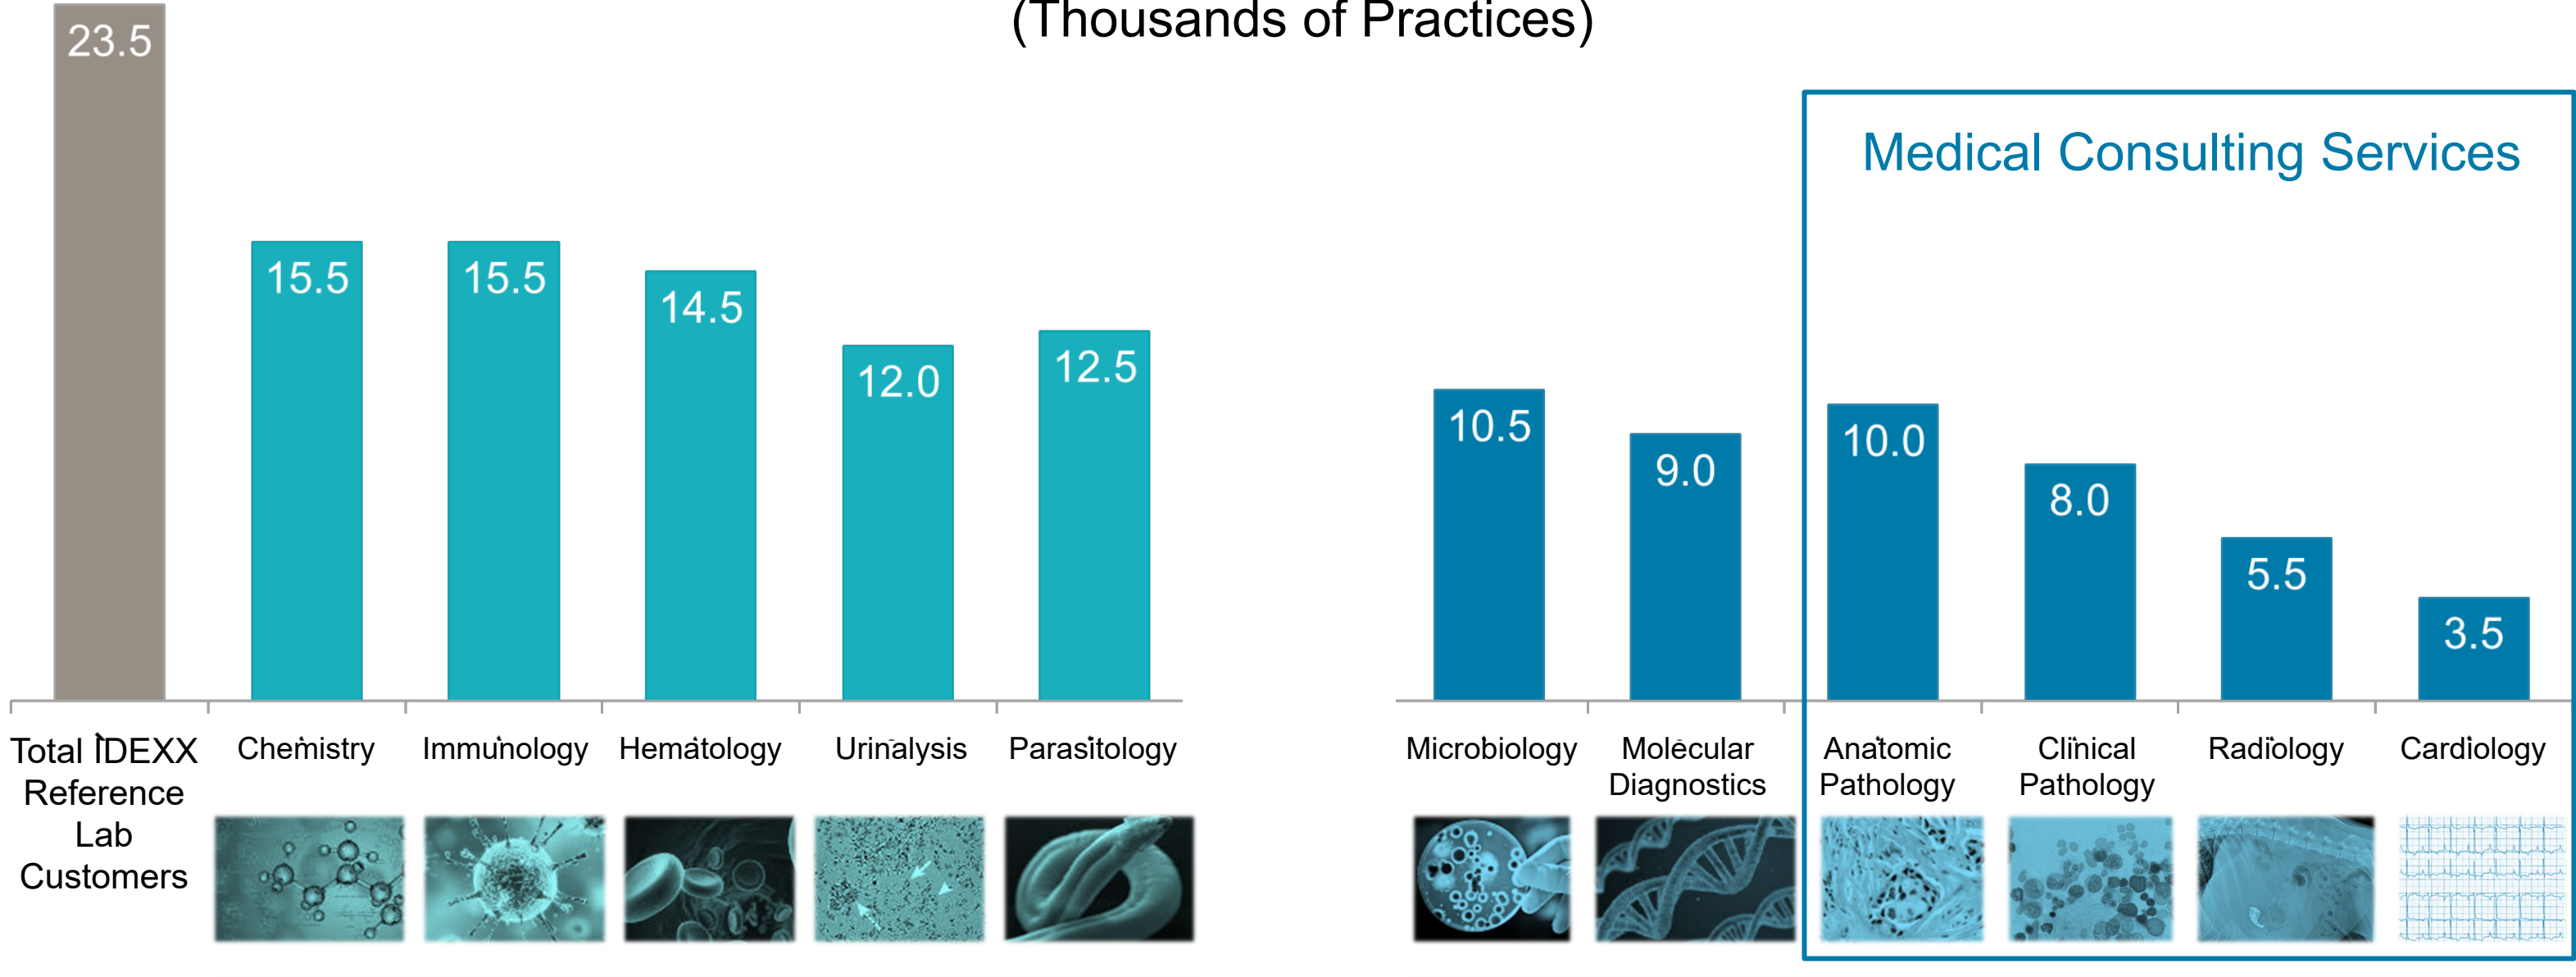 (Thousands of Practices)
23.5
15.5
15.5
14.5
12.0
12.5
Total IDEXX
Reference
Lab
Customers
Chemistry
Immunology
Hematology
Urinalysis
Parasitology
Medical Consulting Services
10.5
9.0
10.0
8.0
5.5
3.5
Microbiology
Molecular
Diagnostics
Anatomic
Pathology
Clinical
Pathology
Radiology
Cardiology